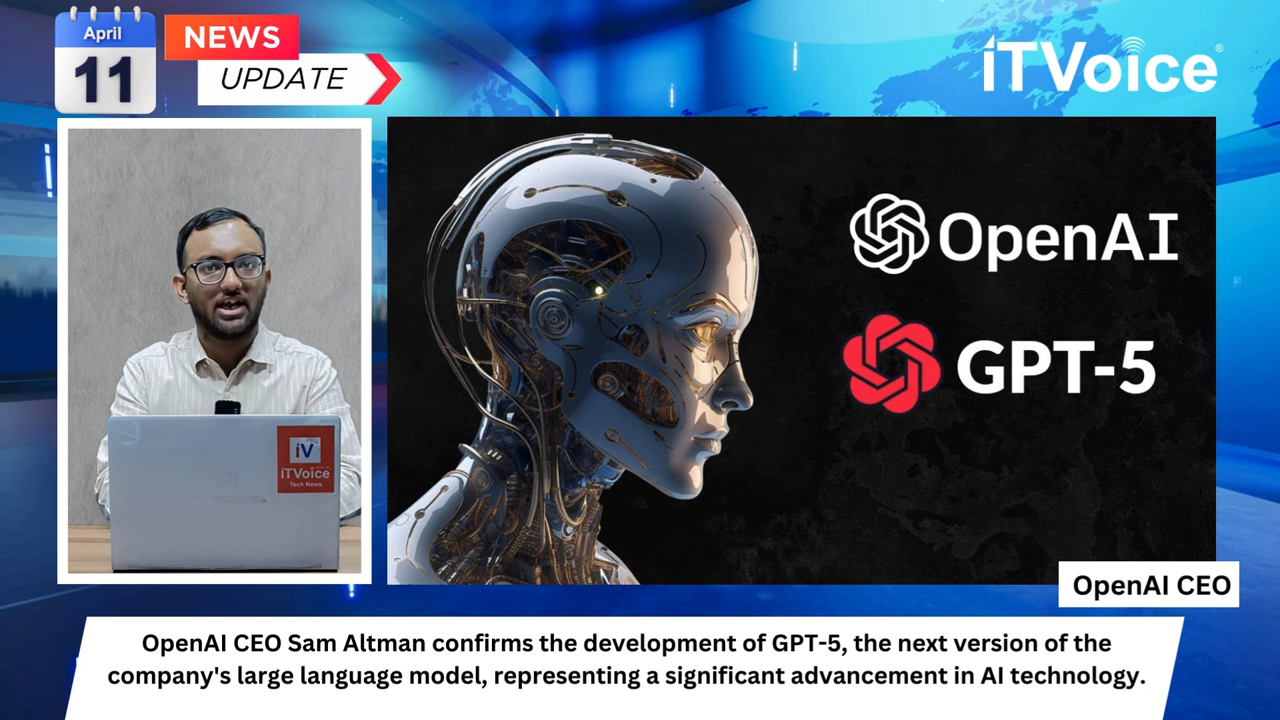 April
11
NEWS
UPDATE
iTVoice®
OpenAI
GPT-5
iV
iTVoice
Tech News
OpenAI CEO
OpenAI CEO Sam Altman confirms the development of GPT-5, the next version of the
company's large language model, representing a significant advancement in AI technology.